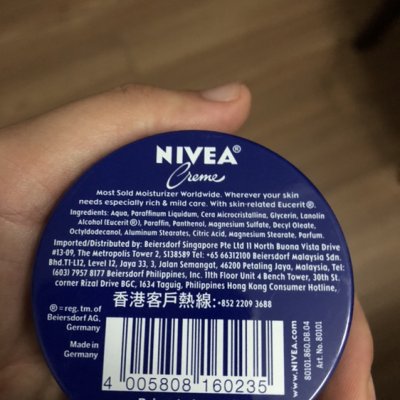 NIVEA®
Creme
Most Sold Moisturizer Worldwide. Wherever your skin
needs especially rich & mild care. With skin-related Eucerit®.
Ingredients: Aqua, Paraffinum Liquidum, Cera Microcristallina, Glycerin, Lanolin
Alcohol (Eucerit®), Paraffin, Panthenol, Magnesium Sulfate, Decyl Oleate,
Octyldodecanol, Aluminum Stearates, Citric Acid, Magnesium Stearate, Parfum.
Imported/Distributed by: Beiersdorf Singapore Pte Ltd 11 North Buona Vista Drive
#13-09, The Metropolis Tower 2, S138589 Tel: +65 66312100 Beiersdorf Malaysia Sdn.
Bhd.T1-L12, Level 12, Jaya 33, 3, Jalan Semangat, 46200 Petaling Jaya, Malaysia, Tel:
(603) 7957 8177 Beiersdorf Philippines, Inc. 11th Floor Unit 4 Bench Tower, 30th St.
corner Rizal Drive BGC, 1634 Taguig, Philippines Hong Kong Consumer Hotline,
香港客戶熱線: +852 2209 3688
® = reg. tm. of
Beiersdorf AG,
Germany
Made in
Germany
4 005808 160235
www.NIVEA.com
80101.860.DB.04
Art. No. 80101